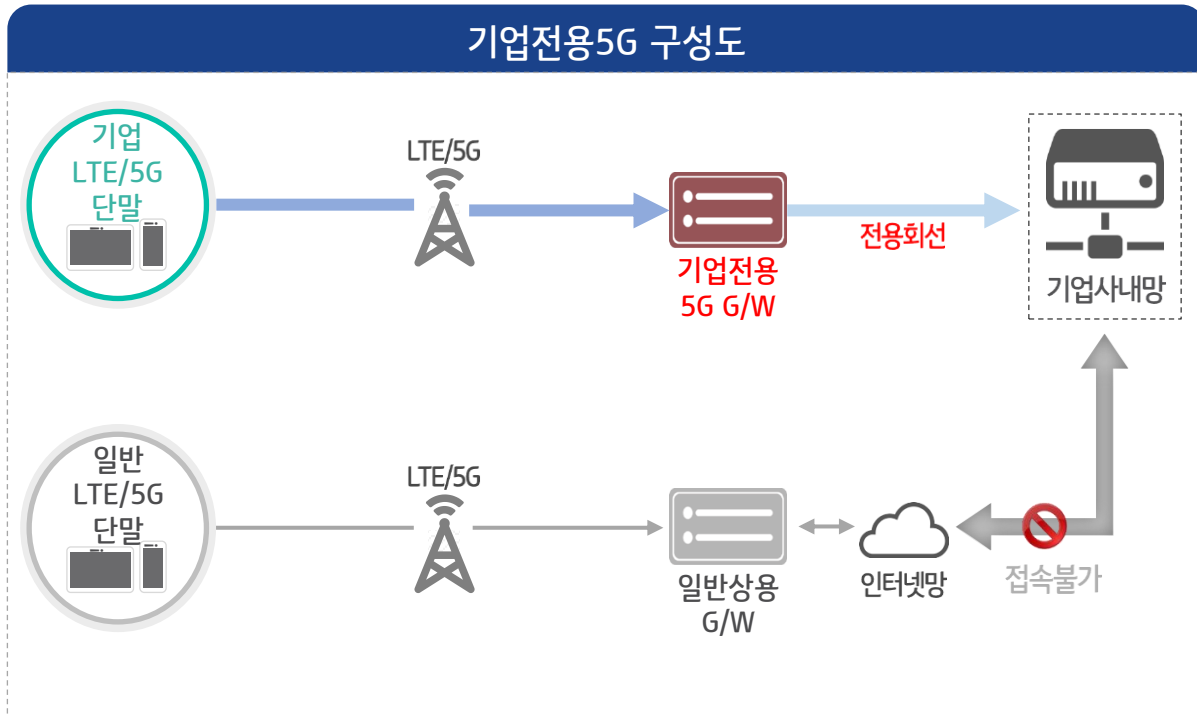 기업전용5G 구성도
기업
LTE/5G
단말
LTE/5G
기업전용
5G G/W
전용회선
기업사내망
일반
LTE/5G
단말
LTE/5G
일반상용
G/W
인터넷망
접속불가